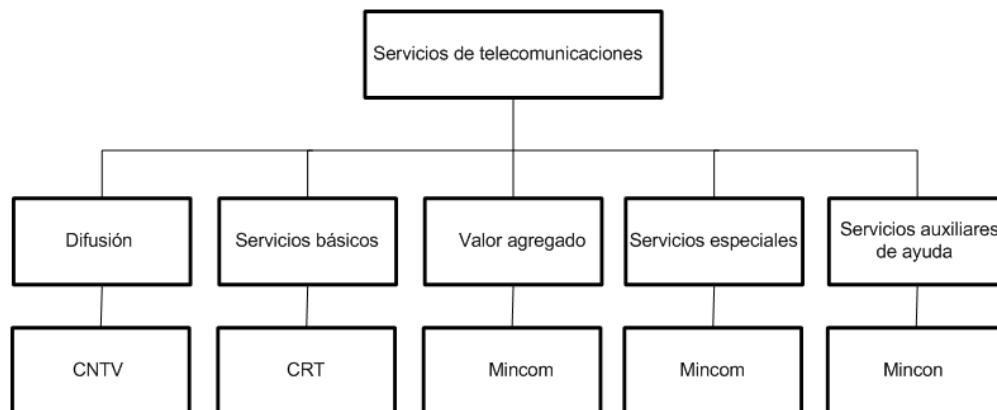 Servicios de telecomunicaciones
Difusión
Servicios básicos
Valor agregado
Servicios especiales
Servicios auxiliares
de ayuda
CNTV
CRT
Mincom
Mincom
Mincon